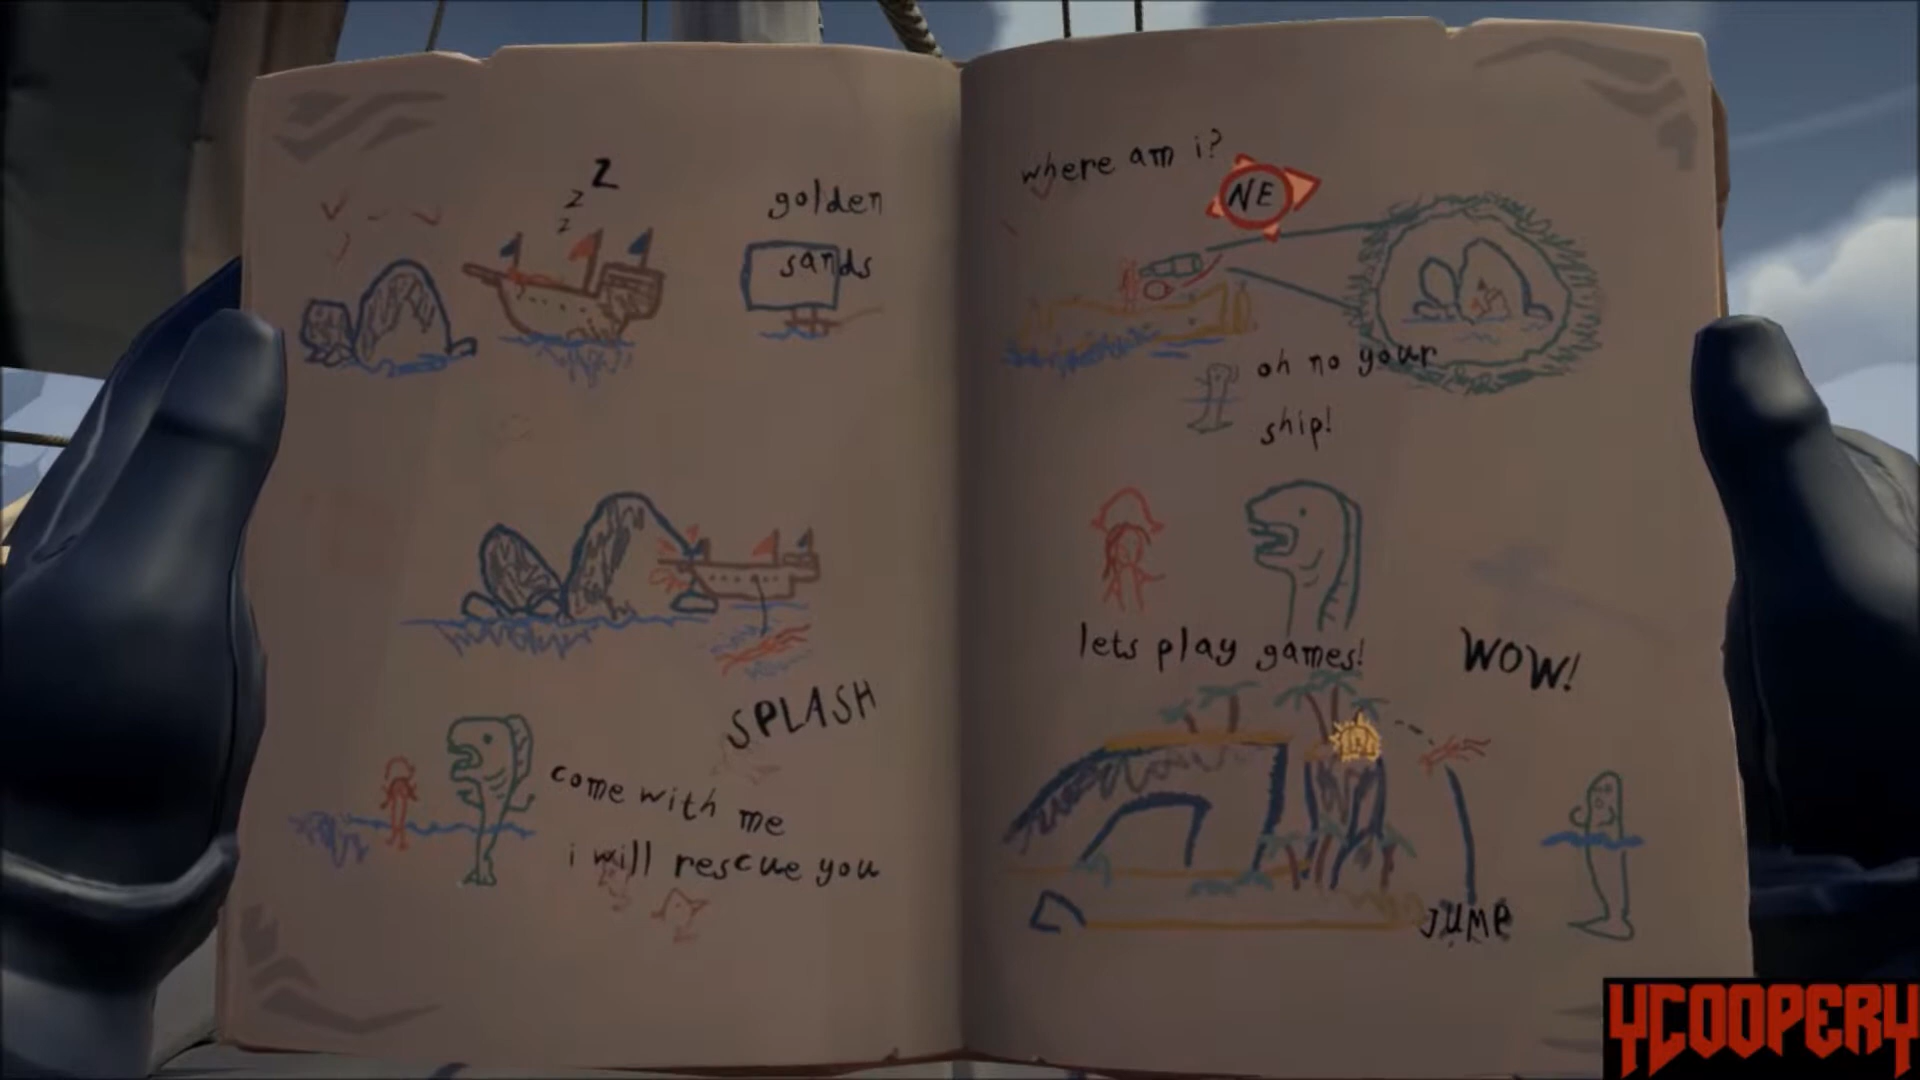 z
z
z
golden
sands
SPLASH
come with me
i will rescue you
where am i?
NE
oh no your
ship!
lets play games!
WOW!
JUMP
YCOOPERY